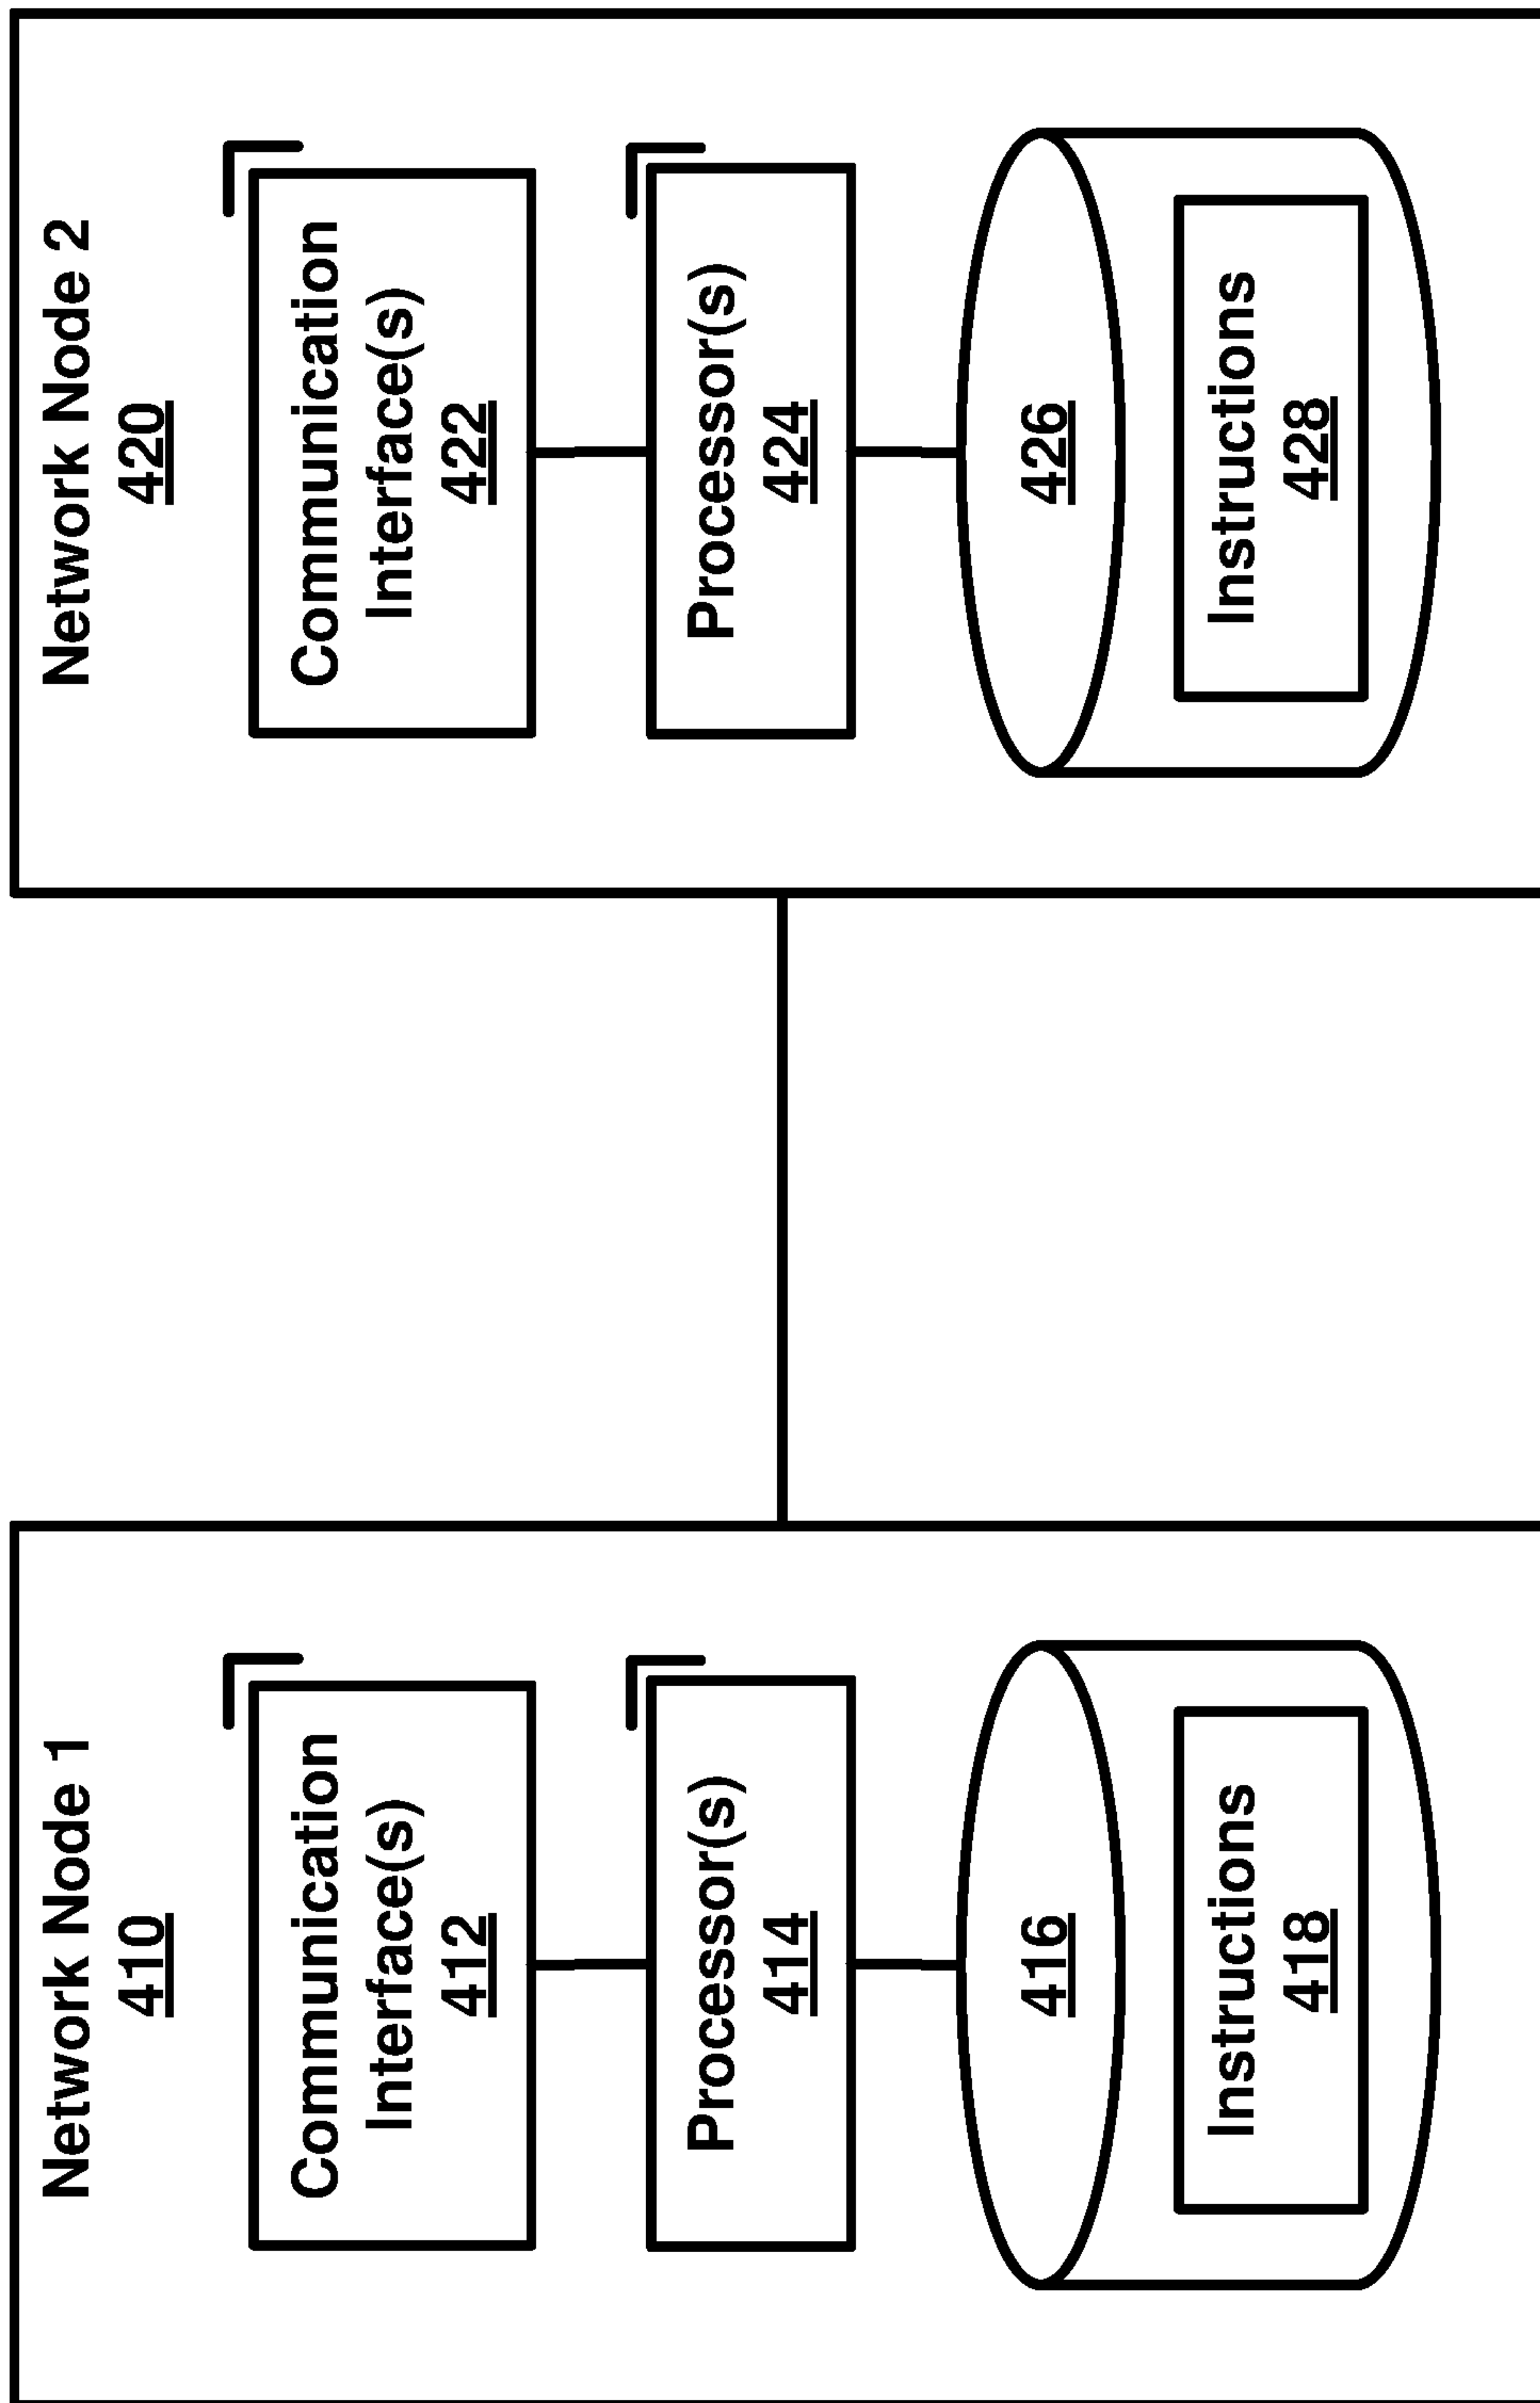 Network Node 1
410
Communication
Interface(s)
412
Processor(s)
414
416
Instructions
418
Network Node 2
420
Communication
Interface(s)
422
Processor(s)
424
426
Instructions
428